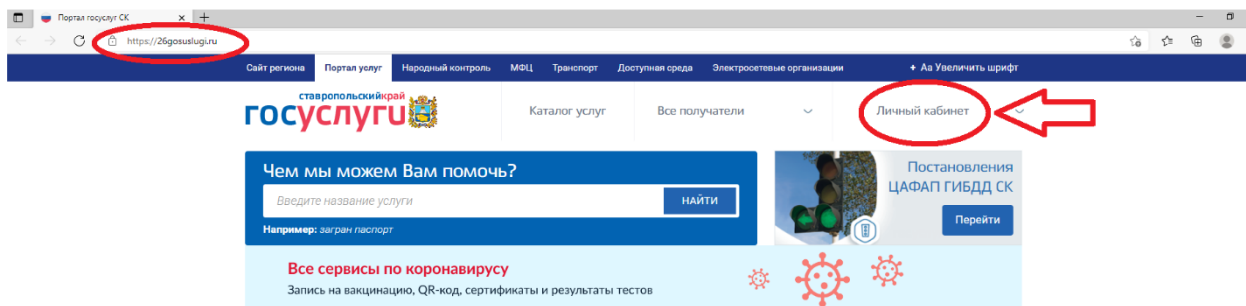 Портал госуслуг СК
https://26gosuslugi.ru
Сайт региона Портал услуг Народный контроль МФЦ Транспорт Доступная среда Электросетевые организации + Аа Увеличить шрифт
ставропольскийкрай
госуслуги
Каталог услуг Все получатели Личный кабинет
Чем мы можем Вам помочь?
Введите название услуги НАЙТИ
Например: загран паспорт
Постановления
ЦАФАП ГИБДД СК
Перейти
Все сервисы по коронавирусу
Запись на вакцинацию, QR-код, сертификаты и результаты тестов